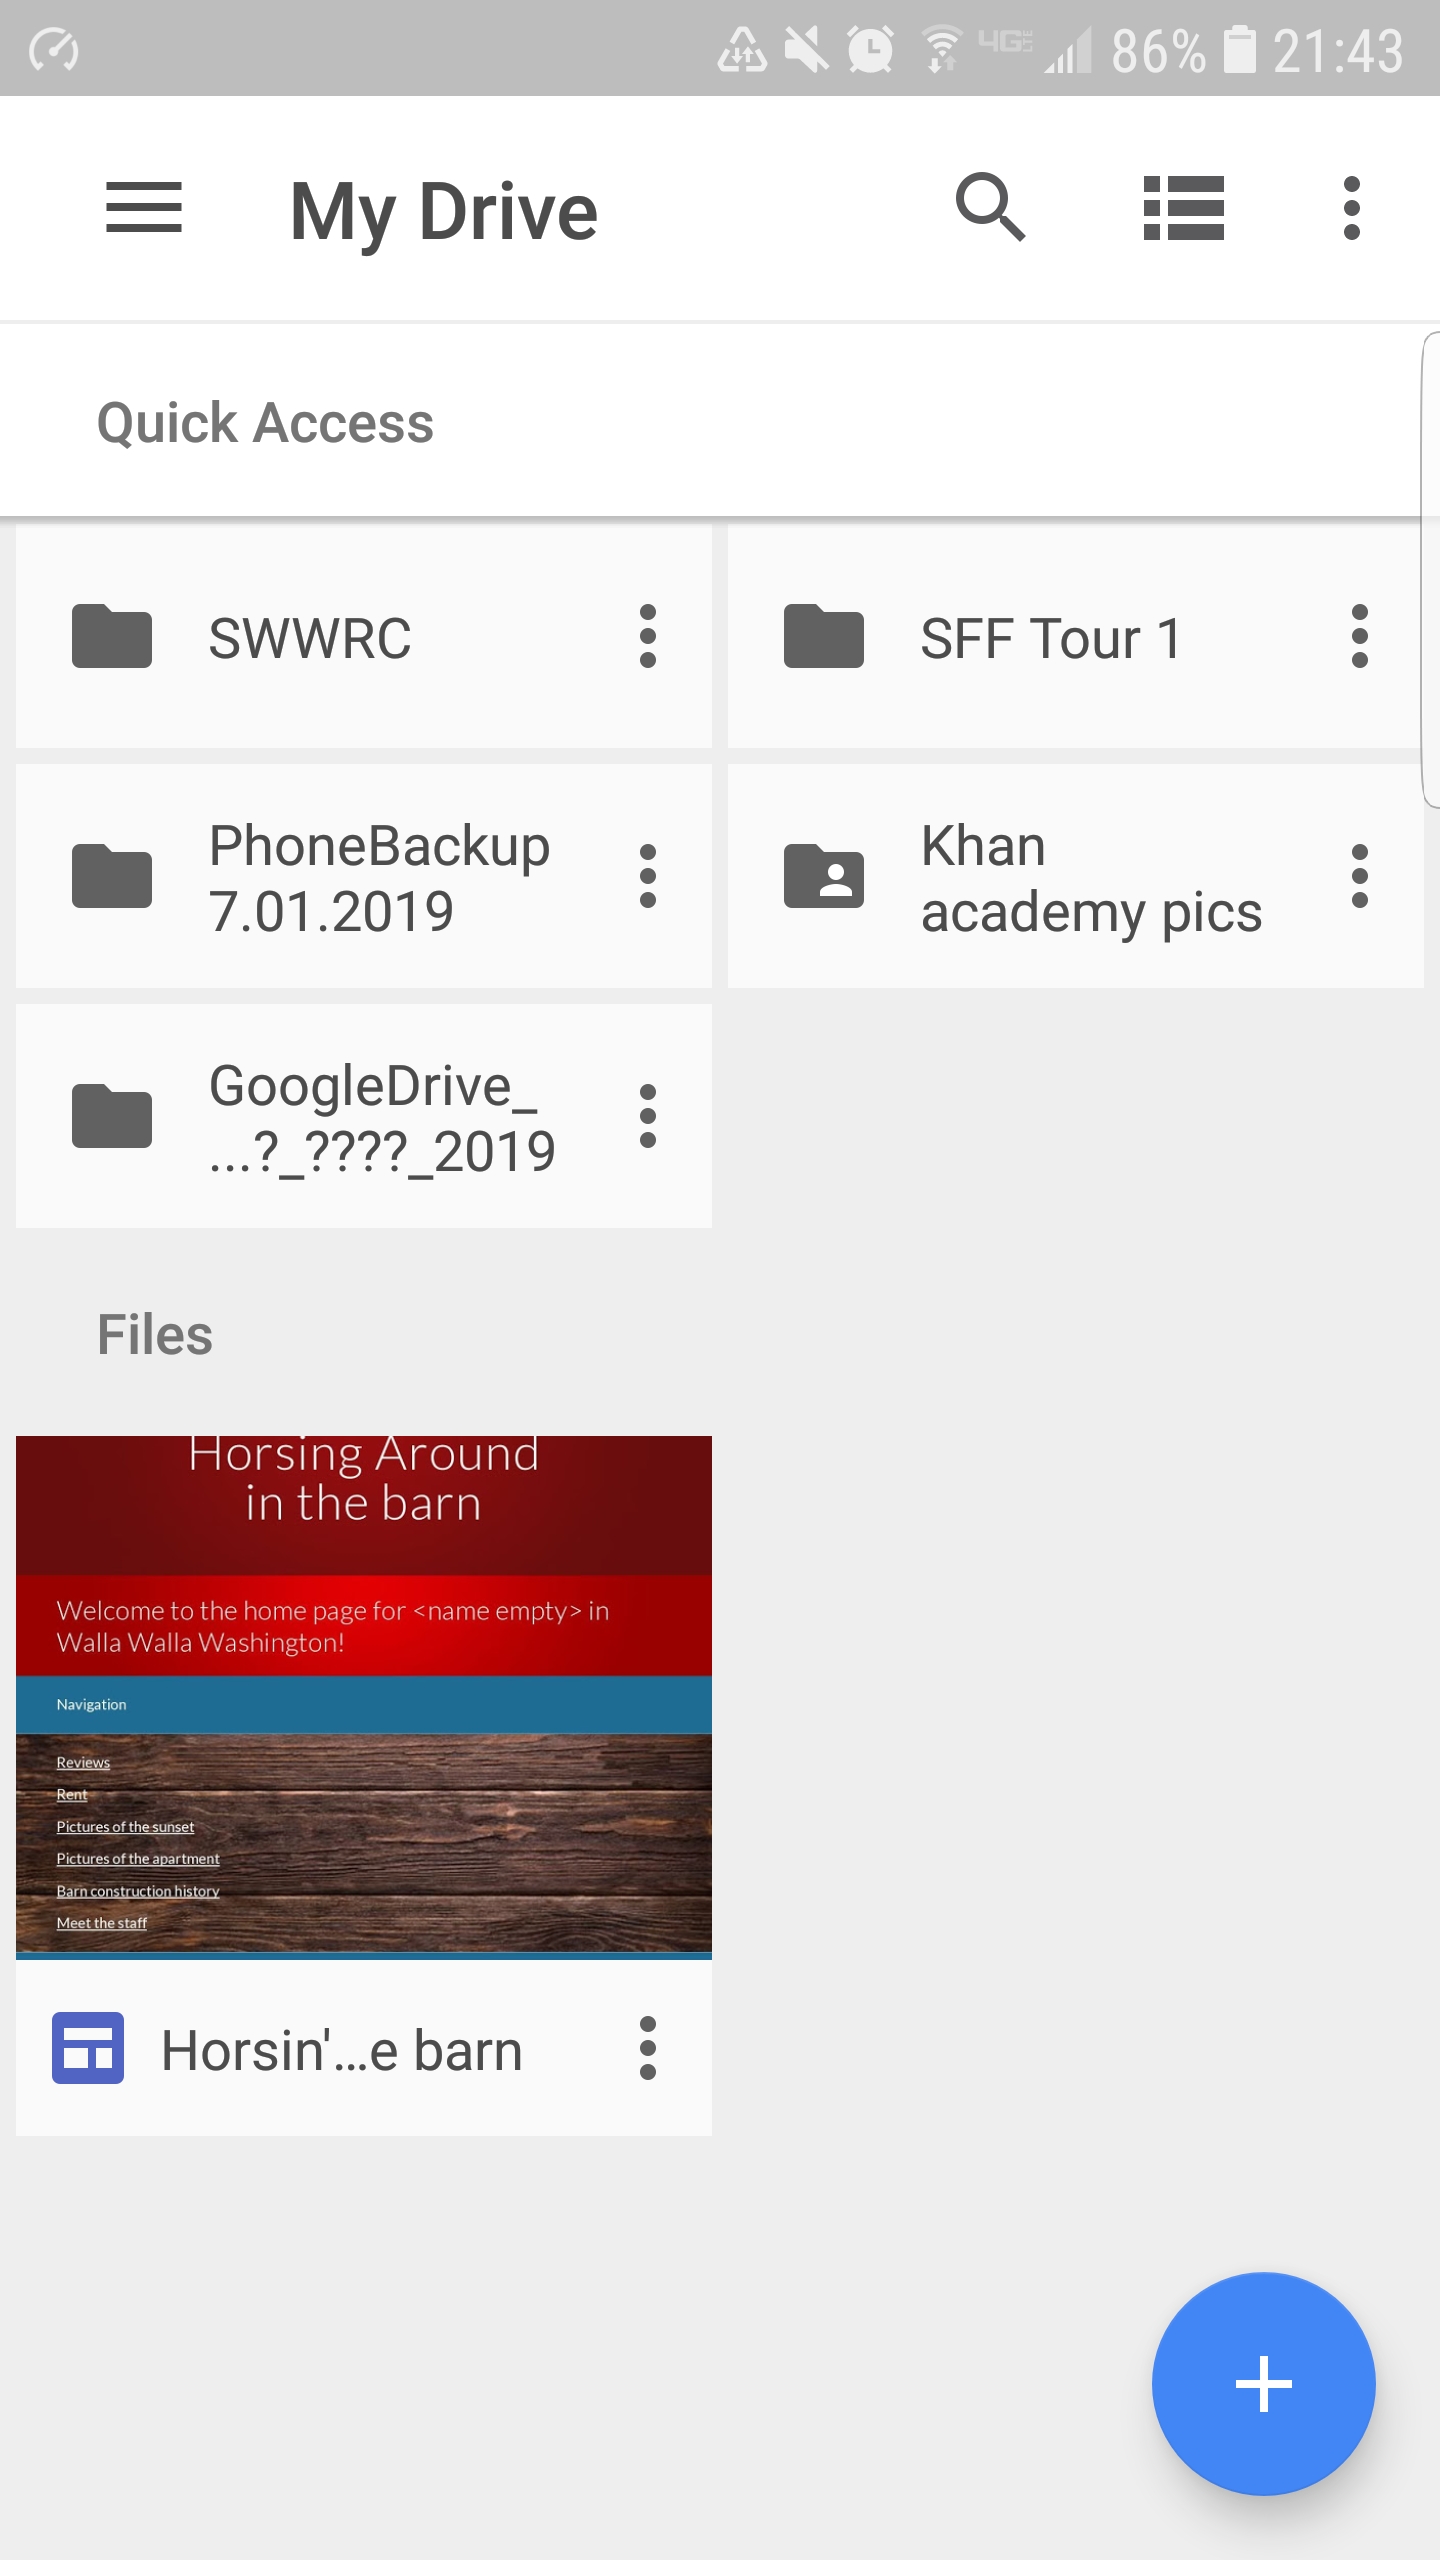 4G LTE 86% 21:43
My Drive
Quick Access
SWWRC
SFF Tour 1
PhoneBackup
7.01.2019
Khan
academy pics
GoogleDrive_
...?_????_2019
Files
Horsing Around
in the barn
Welcome to the home page for <name empty> in
Walla Walla Washington!
Navigation
Reviews
Rent
Pictures of the sunset
Pictures of the apartment
Barn construction history
Meet the staff
Horsin'...e barn